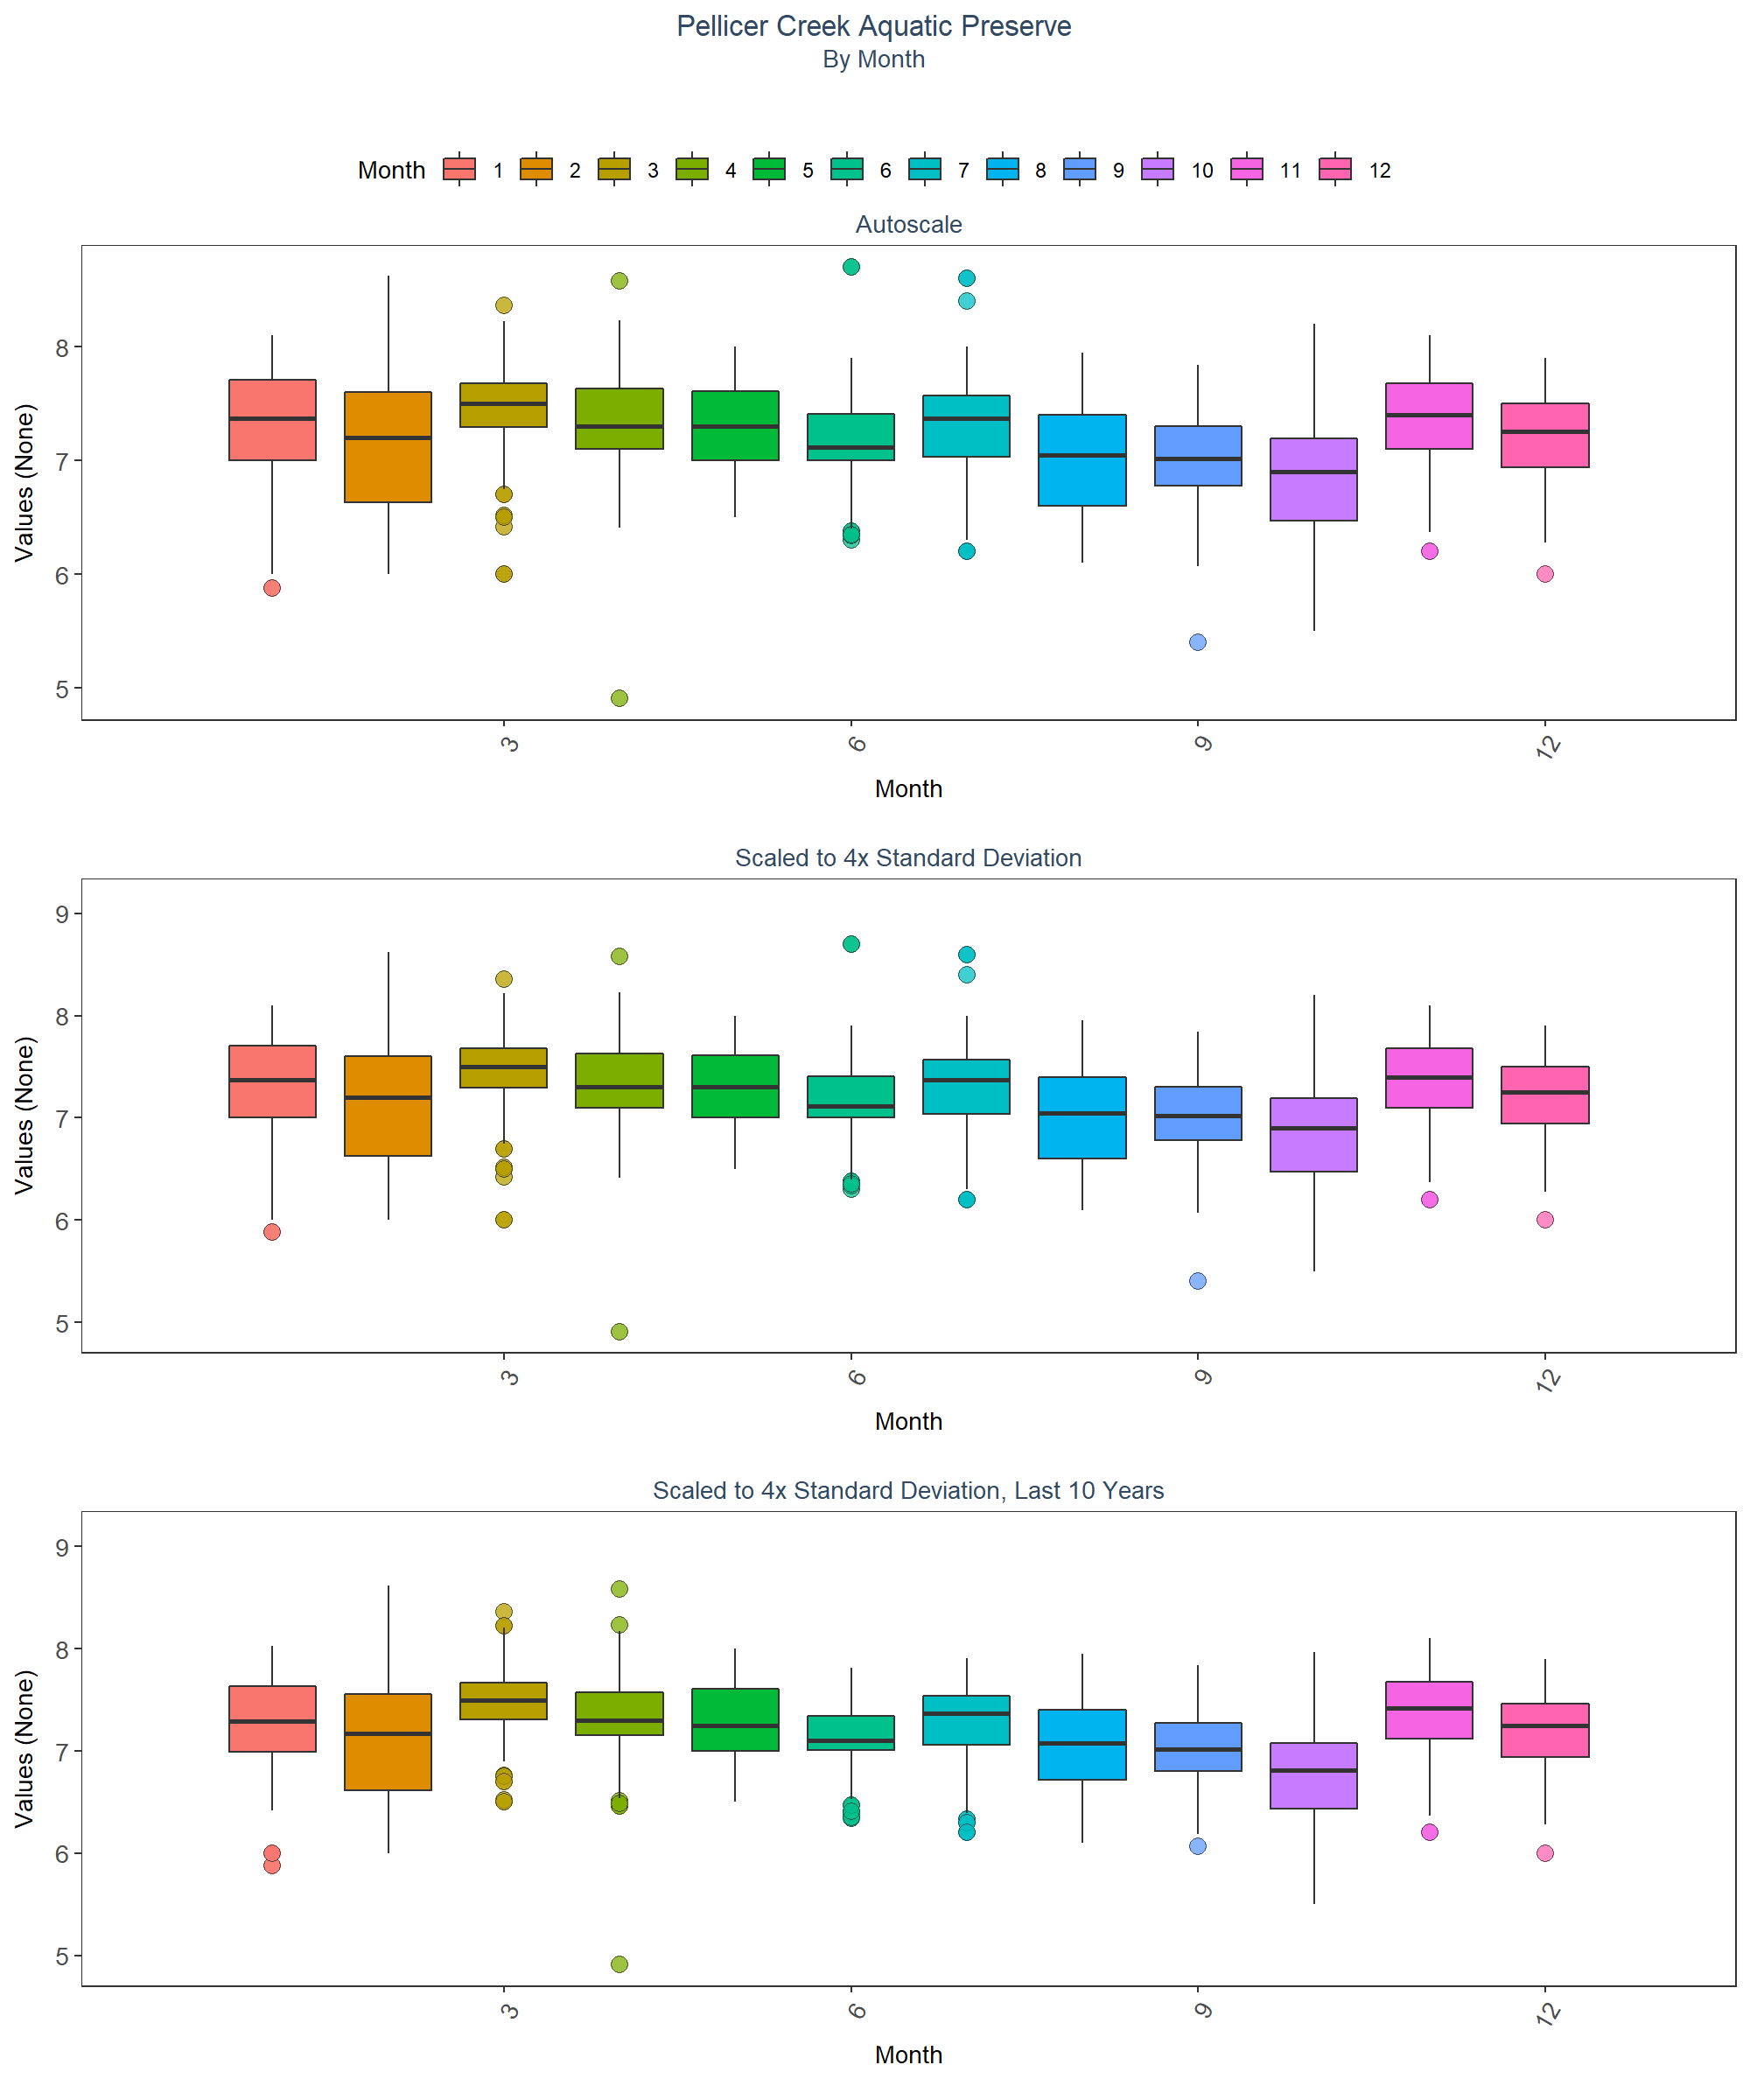 Pellicer Creek Aquatic Preserve
By Month
Month 1 2 3 4 5 6 7 8 9 10 11 12
Autoscale
Values (None)
8
7
6
5
3 6 9 12
Month
Scaled to 4x Standard Deviation
Values (None)
9
8
7
6
5
3 6 9 12
Month
Scaled to 4x Standard Deviation, Last 10 Years
Values (None)
9
8
7
6
5
3 6 9 12
Month